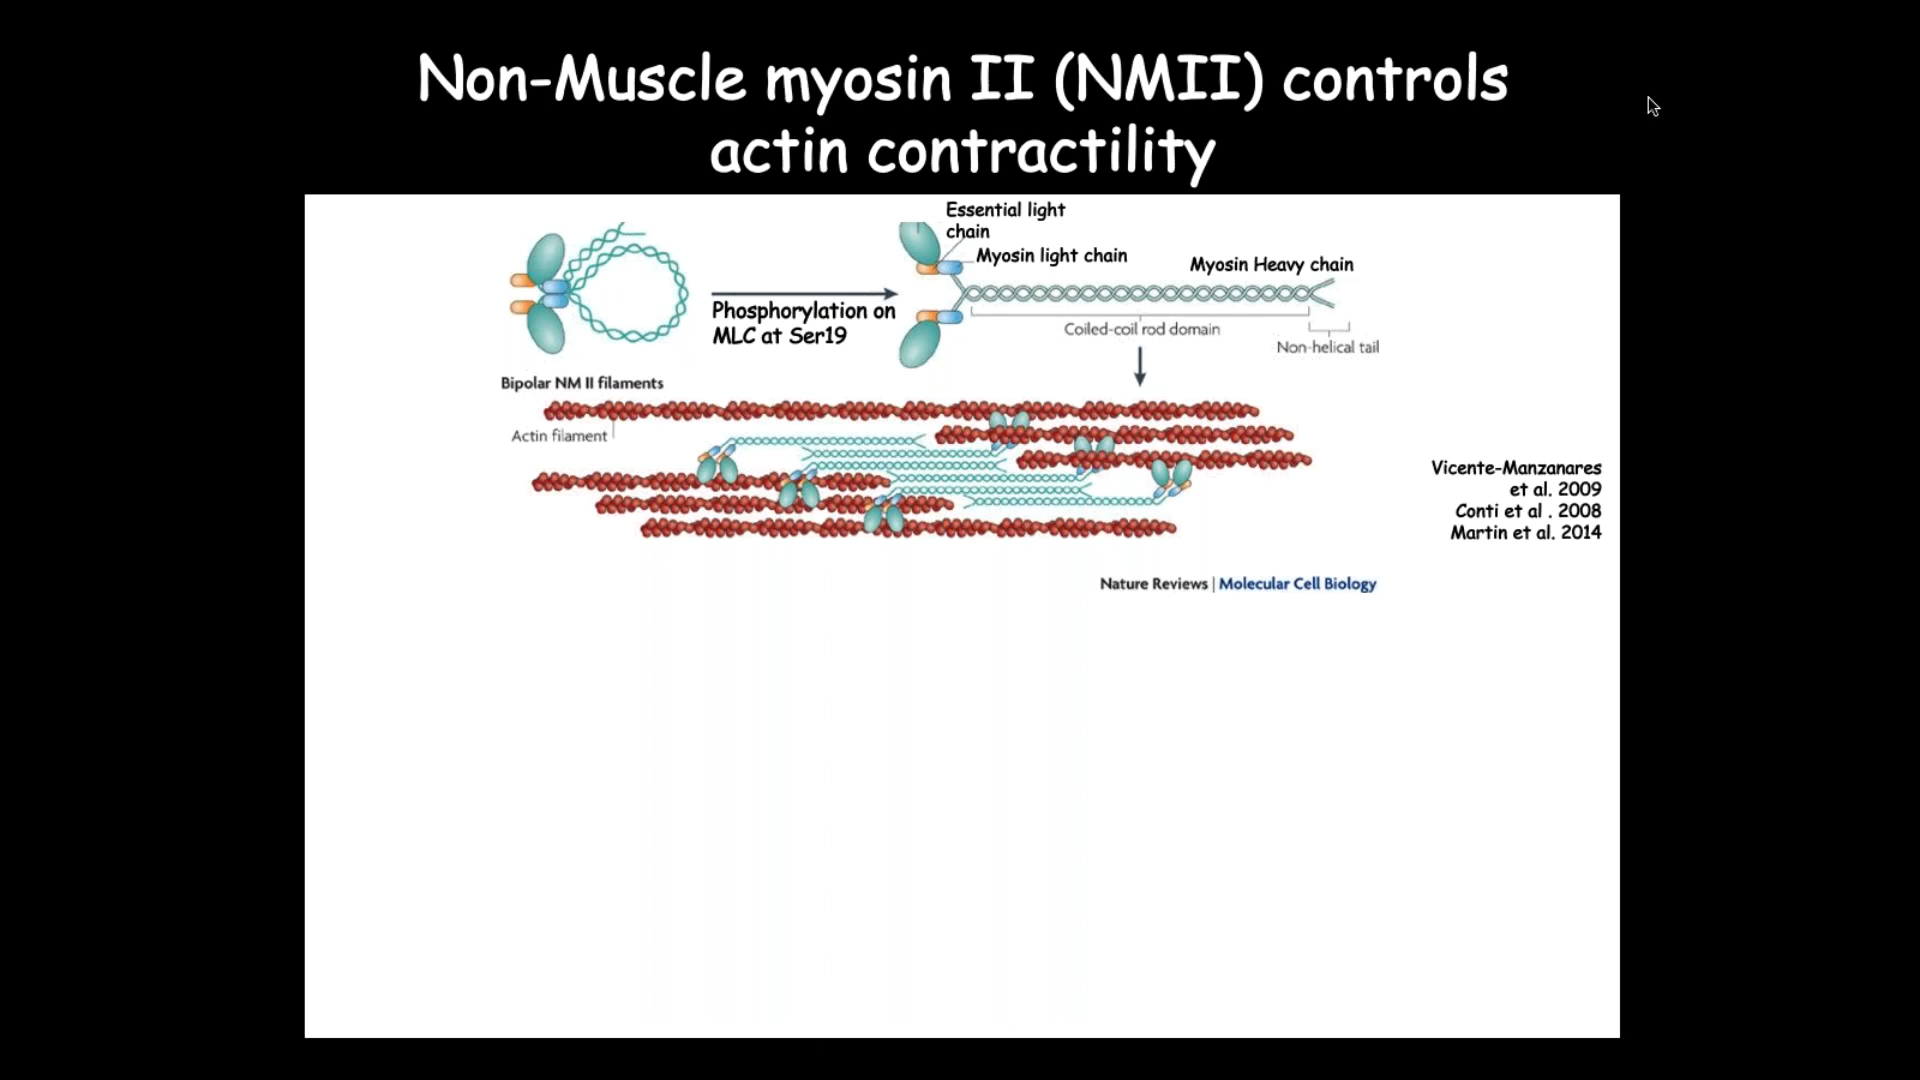 Non-Muscle myosin II (NMII) controls
actin contractility
Essential light
chain
Myosin light chain
Myosin Heavy chain
Phosphorylation on
MLC at Ser19
Coiled-coil rod domain
Non-helical tail
Bipolar NM II filaments
Actin filament
Vicente-Manzanares
et al. 2009
Conti et al . 2008
Martin et al. 2014
Nature Reviews | Molecular Cell Biology